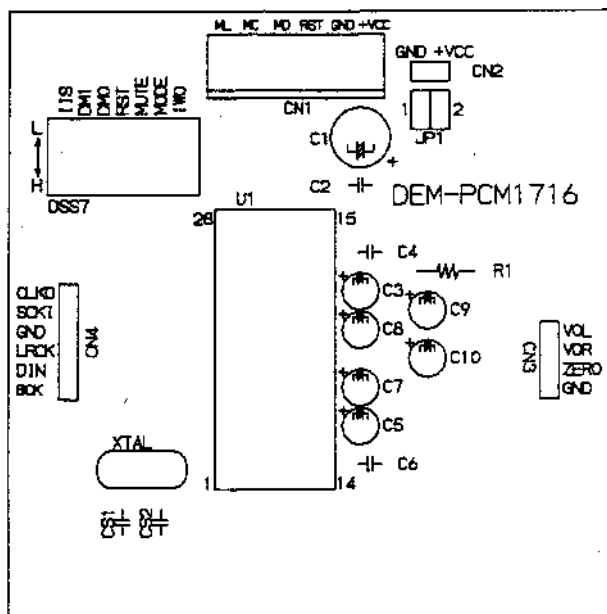 ML MC MD RST GND +VCC
CN1
GND +VCC
CN2
1 2
JP1
IIS DM1 DM0 RST MUTE MODE IWO
L
H
DSS7
C1
+
C2
DEM-PCM1716
U1
28 15
C4
R1
+ C3
+ C9
+ C8
+ C10
+ C7
+ C5
C6
1 14
CLKO
SCKI
GND
LRCK
DIN
BCK
CN4
CN3
VOL
VOR
ZERO
GND
XTAL
CS1 CS2